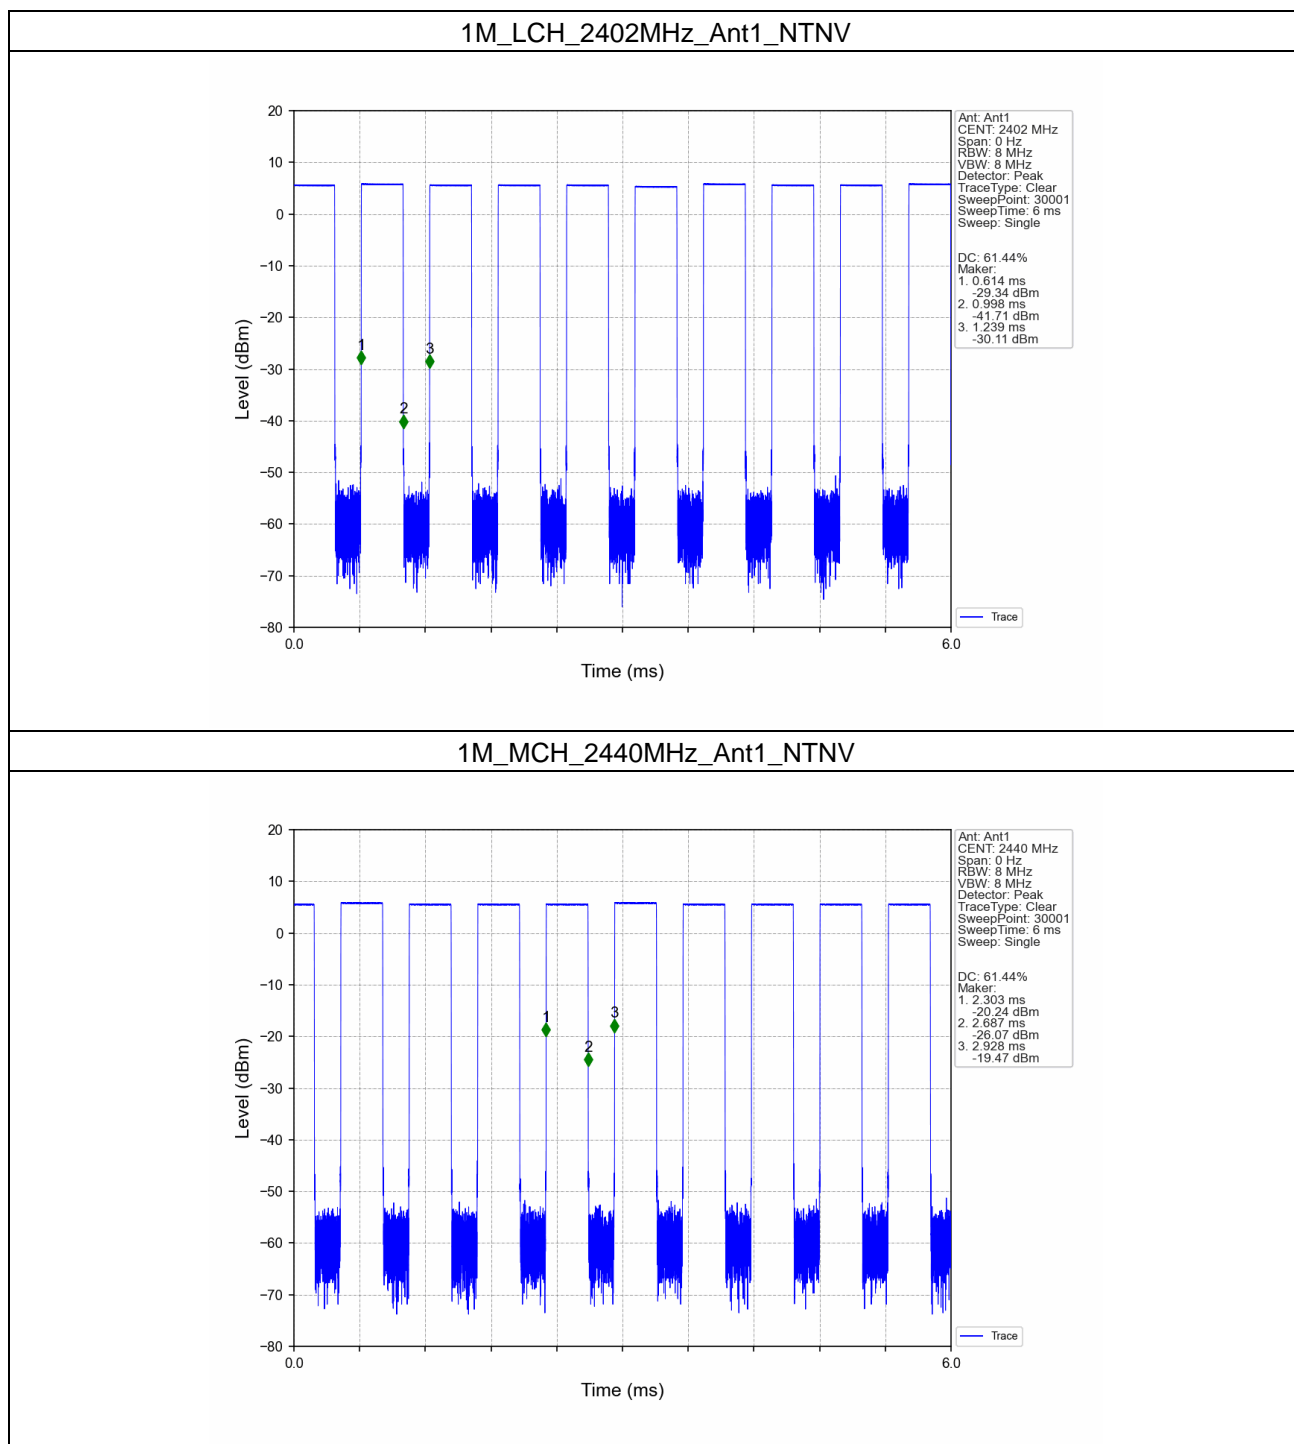 1M_LCH_2402MHz_Ant1_NTNV
20
10
0
−10
−20
−30
−40
−50
−60
−70
−80
Level (dBm)
1
2
3
0.0
6.0
Time (ms)
Ant: Ant1
CENT: 2402 MHz
Span: 0 Hz
RBW: 8 MHz
VBW: 8 MHz
Detector: Peak
TraceType: Clear
SweepPoint: 30001
SweepTime: 6 ms
Sweep: Single
DC: 61.44%
Maker:
1. 0.614 ms
-29.34 dBm
2. 0.998 ms
-41.71 dBm
3. 1.239 ms
-30.11 dBm
Trace
1M_MCH_2440MHz_Ant1_NTNV
20
10
0
−10
−20
−30
−40
−50
−60
−70
−80
Level (dBm)
1
2
3
0.0
6.0
Time (ms)
Ant: Ant1
CENT: 2440 MHz
Span: 0 Hz
RBW: 8 MHz
VBW: 8 MHz
Detector: Peak
TraceType: Clear
SweepPoint: 30001
SweepTime: 6 ms
Sweep: Single
DC: 61.44%
Maker:
1. 2.303 ms
-20.24 dBm
2. 2.687 ms
-26.07 dBm
3. 2.928 ms
-19.47 dBm
Trace